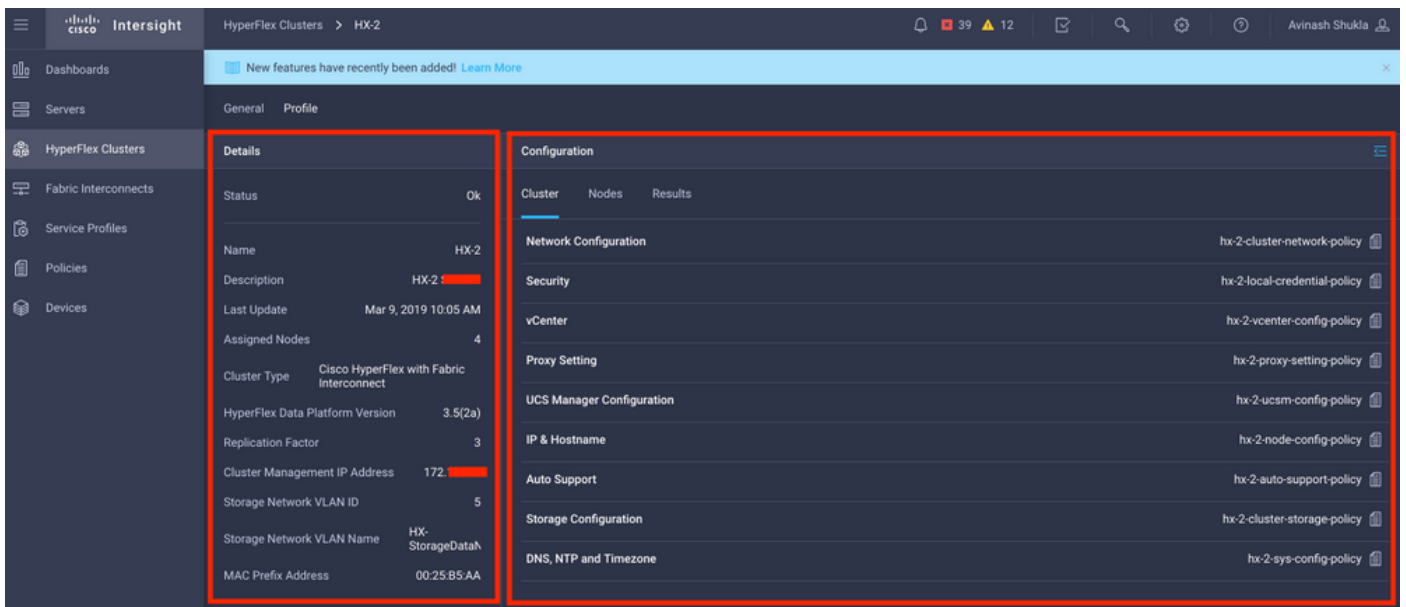 cisco Intersight
HyperFlex Clusters > HX-2
39 12
Avinash Shukla
Dashboards
Servers
HyperFlex Clusters
Fabric Interconnects
Service Profiles
Policies
Devices
New features have recently been added! Learn More
General Profile
Details
Status Ok
Name HX-2
Description HX-2
Last Update Mar 9, 2019 10:05 AM
Assigned Nodes 4
Cluster Type Cisco HyperFlex with Fabric
Interconnect
HyperFlex Data Platform Version 3.5(2a)
Replication Factor 3
Cluster Management IP Address 172.
Storage Network VLAN ID 5
Storage Network VLAN Name HX-
StorageDataN
MAC Prefix Address 00:25:B5:AA
Configuration
Cluster Nodes Results
Network Configuration hx-2-cluster-network-policy
Security hx-2-local-credential-policy
vCenter hx-2-vcenter-config-policy
Proxy Setting hx-2-proxy-setting-policy
UCS Manager Configuration hx-2-ucsm-config-policy
IP & Hostname hx-2-node-config-policy
Auto Support hx-2-auto-support-policy
Storage Configuration hx-2-cluster-storage-policy
DNS, NTP and Timezone hx-2-sys-config-policy